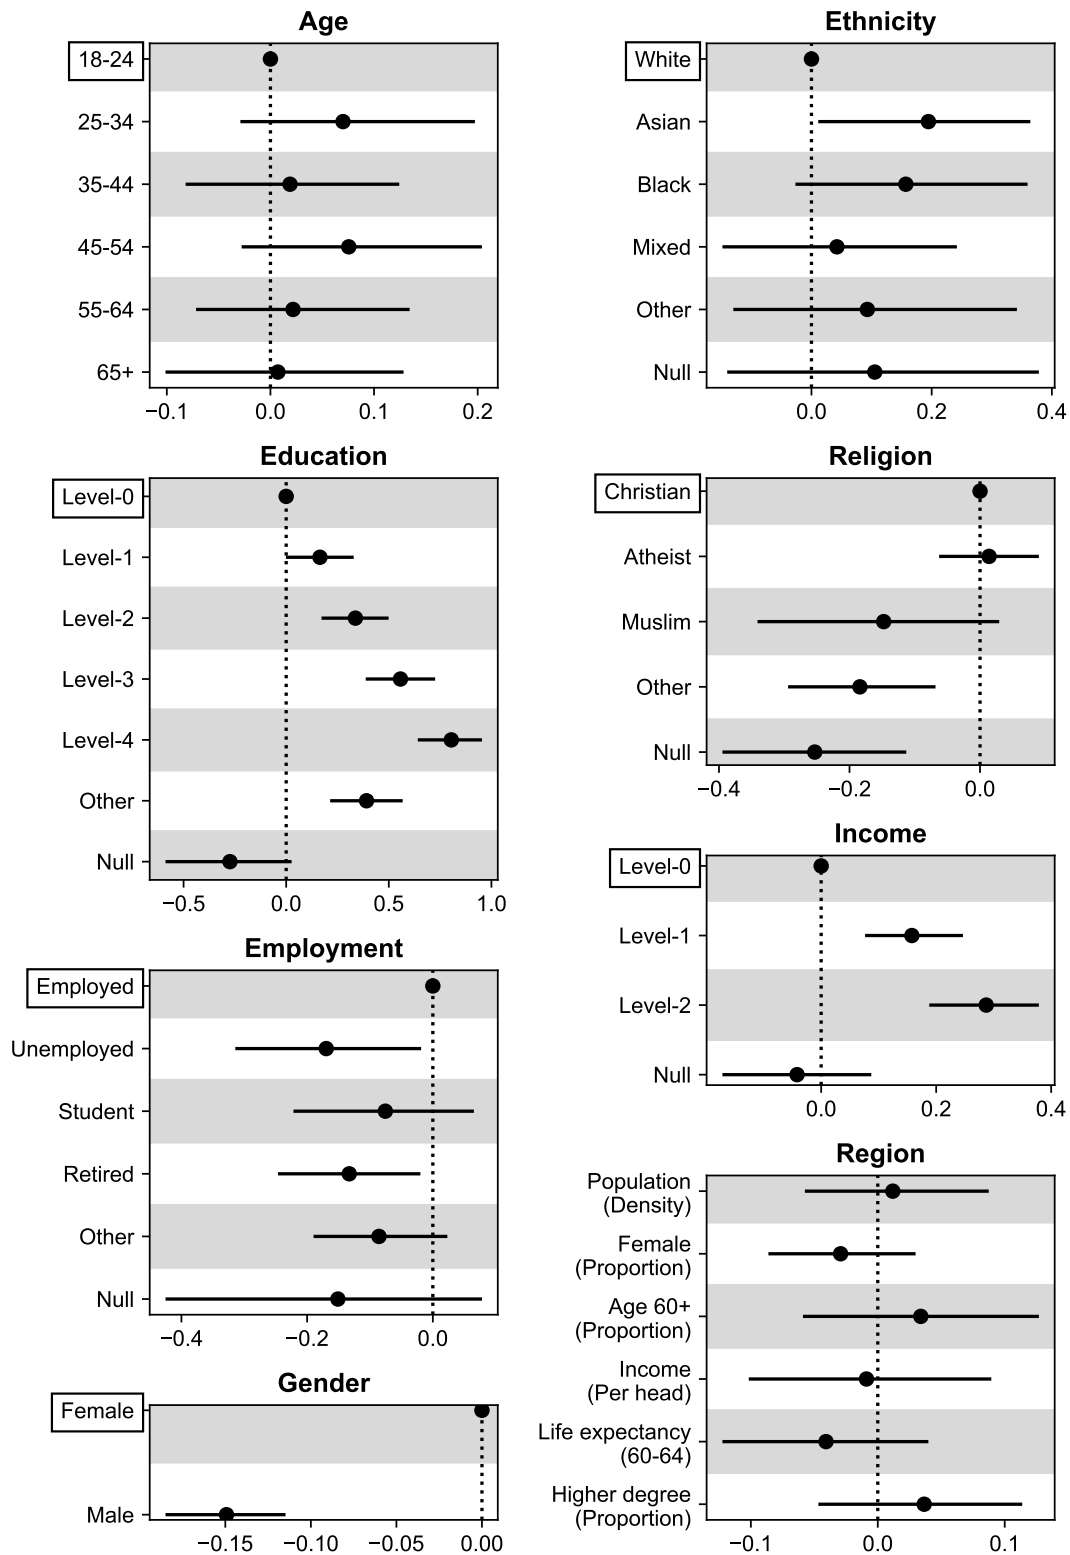 Age
18-24
25-34
35-44
45-54
55-64
65+
−0.1 0.0 0.1 0.2
Ethnicity
White
Asian
Black
Mixed
Other
Null
0.0 0.2 0.4
Education
Level-0
Level-1
Level-2
Level-3
Level-4
Other
Null
−0.5 0.0 0.5 1.0
Religion
Christian
Atheist
Muslim
Other
Null
−0.4 −0.2 0.0
Income
Level-0
Level-1
Level-2
Null
0.0 0.2 0.4
Employment
Employed
Unemployed
Student
Retired
Other
Null
−0.4 −0.2 0.0
Gender
Female
Male
−0.15 −0.10 −0.05 0.00
Region
Population
(Density)
Female
(Proportion)
Age 60+
(Proportion)
Income
(Per head)
Life expectancy
(60-64)
Higher degree
(Proportion)
−0.1 0.0 0.1